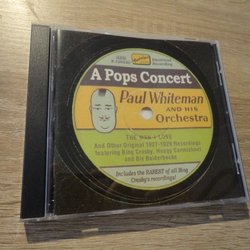 A Pops Concert
Paul Whiteman
AND HIS
Orchestra
And Other Original 1927-1929 Recordings
featuring Bing Crosby, Hoagy Carmichael
and Bix Beiderbecke
Includes the RAREST of all Bing
Crosby's recordings!